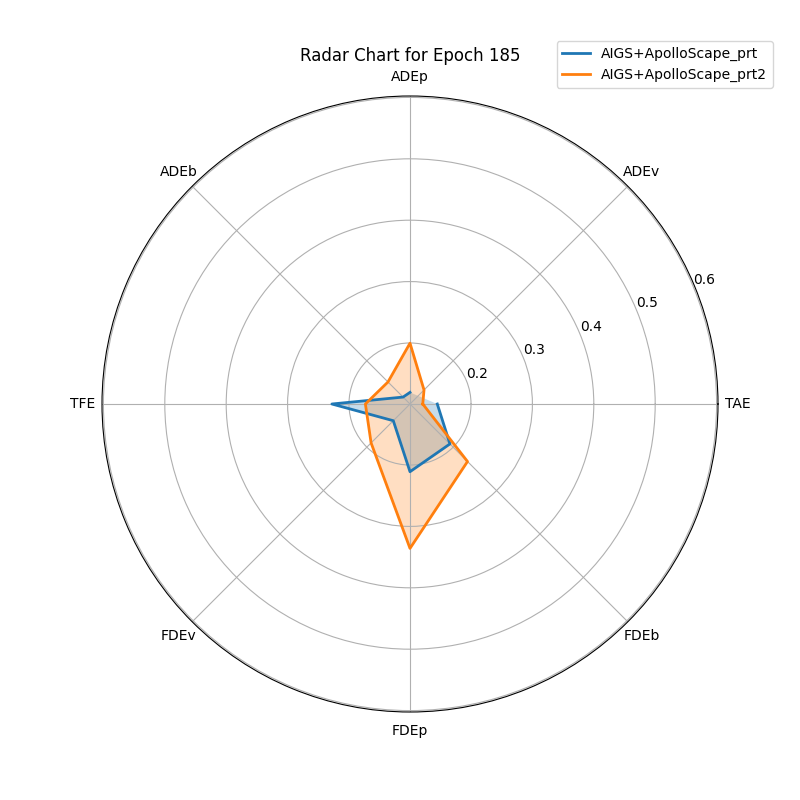 Radar Chart for Epoch 185
AIGS+ApolloScape_prt
AIGS+ApolloScape_prt2
ADEp
ADEb
ADEv
0.6
0.5
0.4
0.3
0.2
TFE
TAE
FDEv
FDEb
FDEp